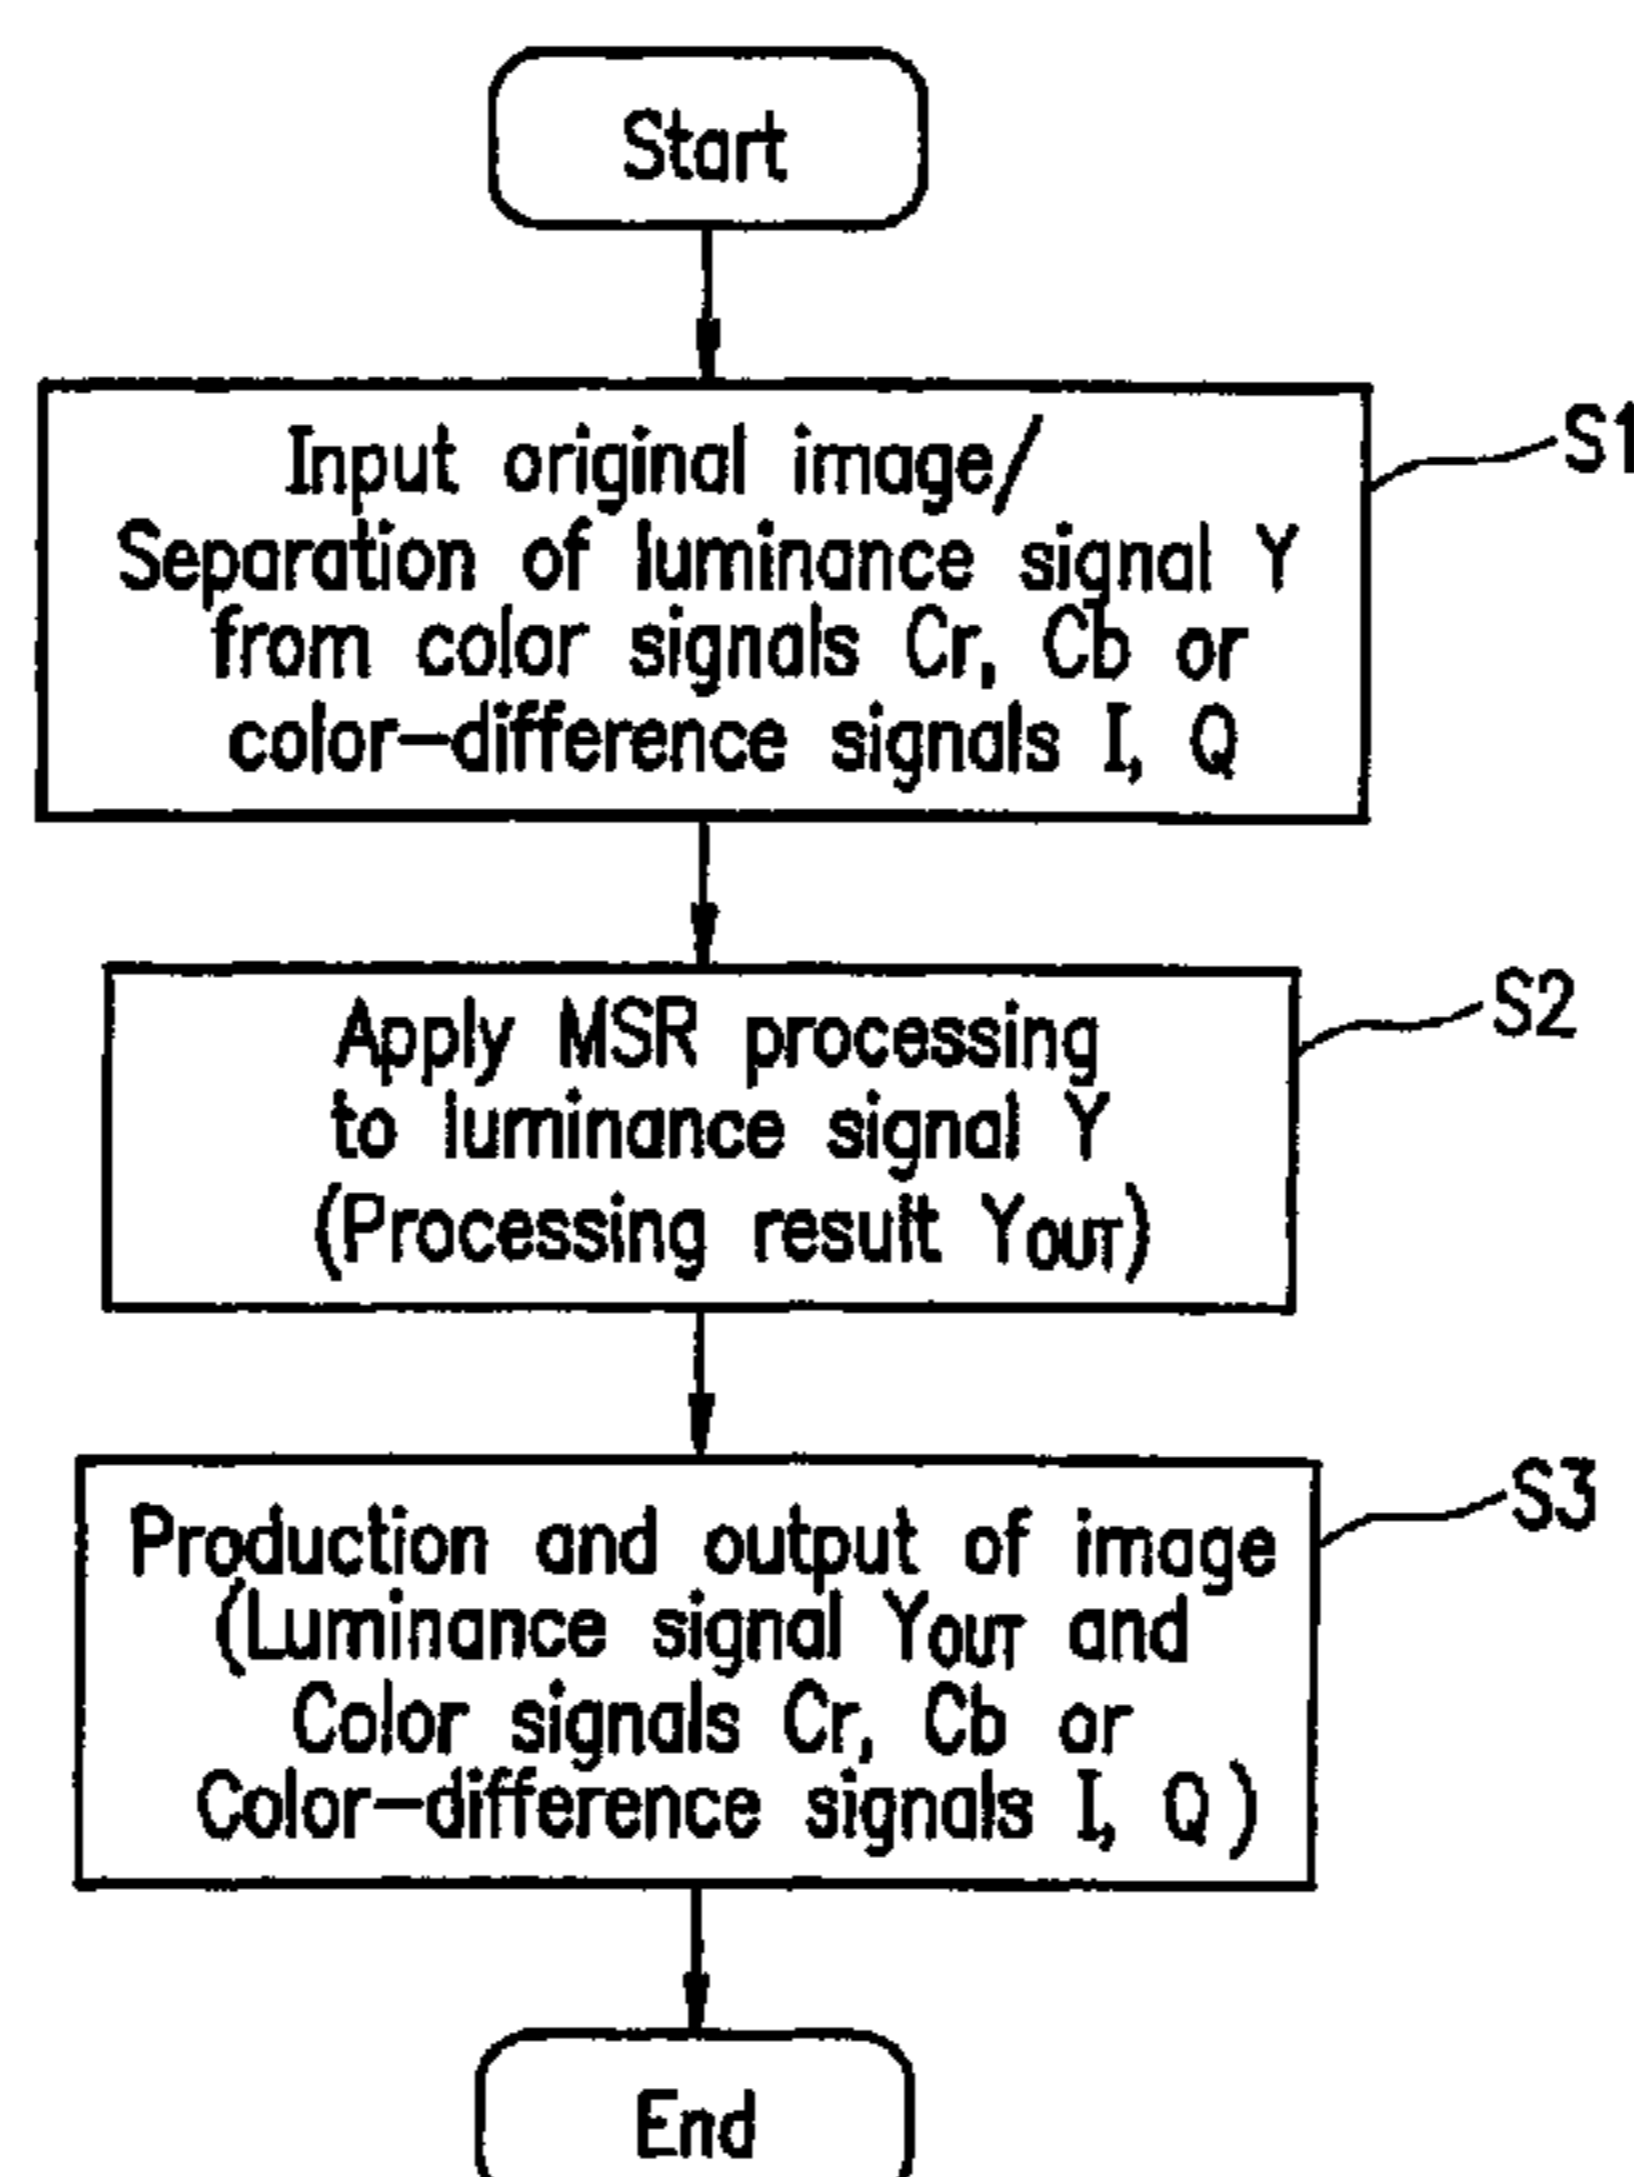 Start
Input original image/
Separation of luminance signal Y
from color signals Cr, Cb or
color-difference signals I, Q
S1
Apply MSR processing
to luminance signal Y
(Processing result YOUT)
S2
Production and output of image
(Luminance signal YOUT and
Color signals Cr, Cb or
Color-difference signals I, Q )
S3
End